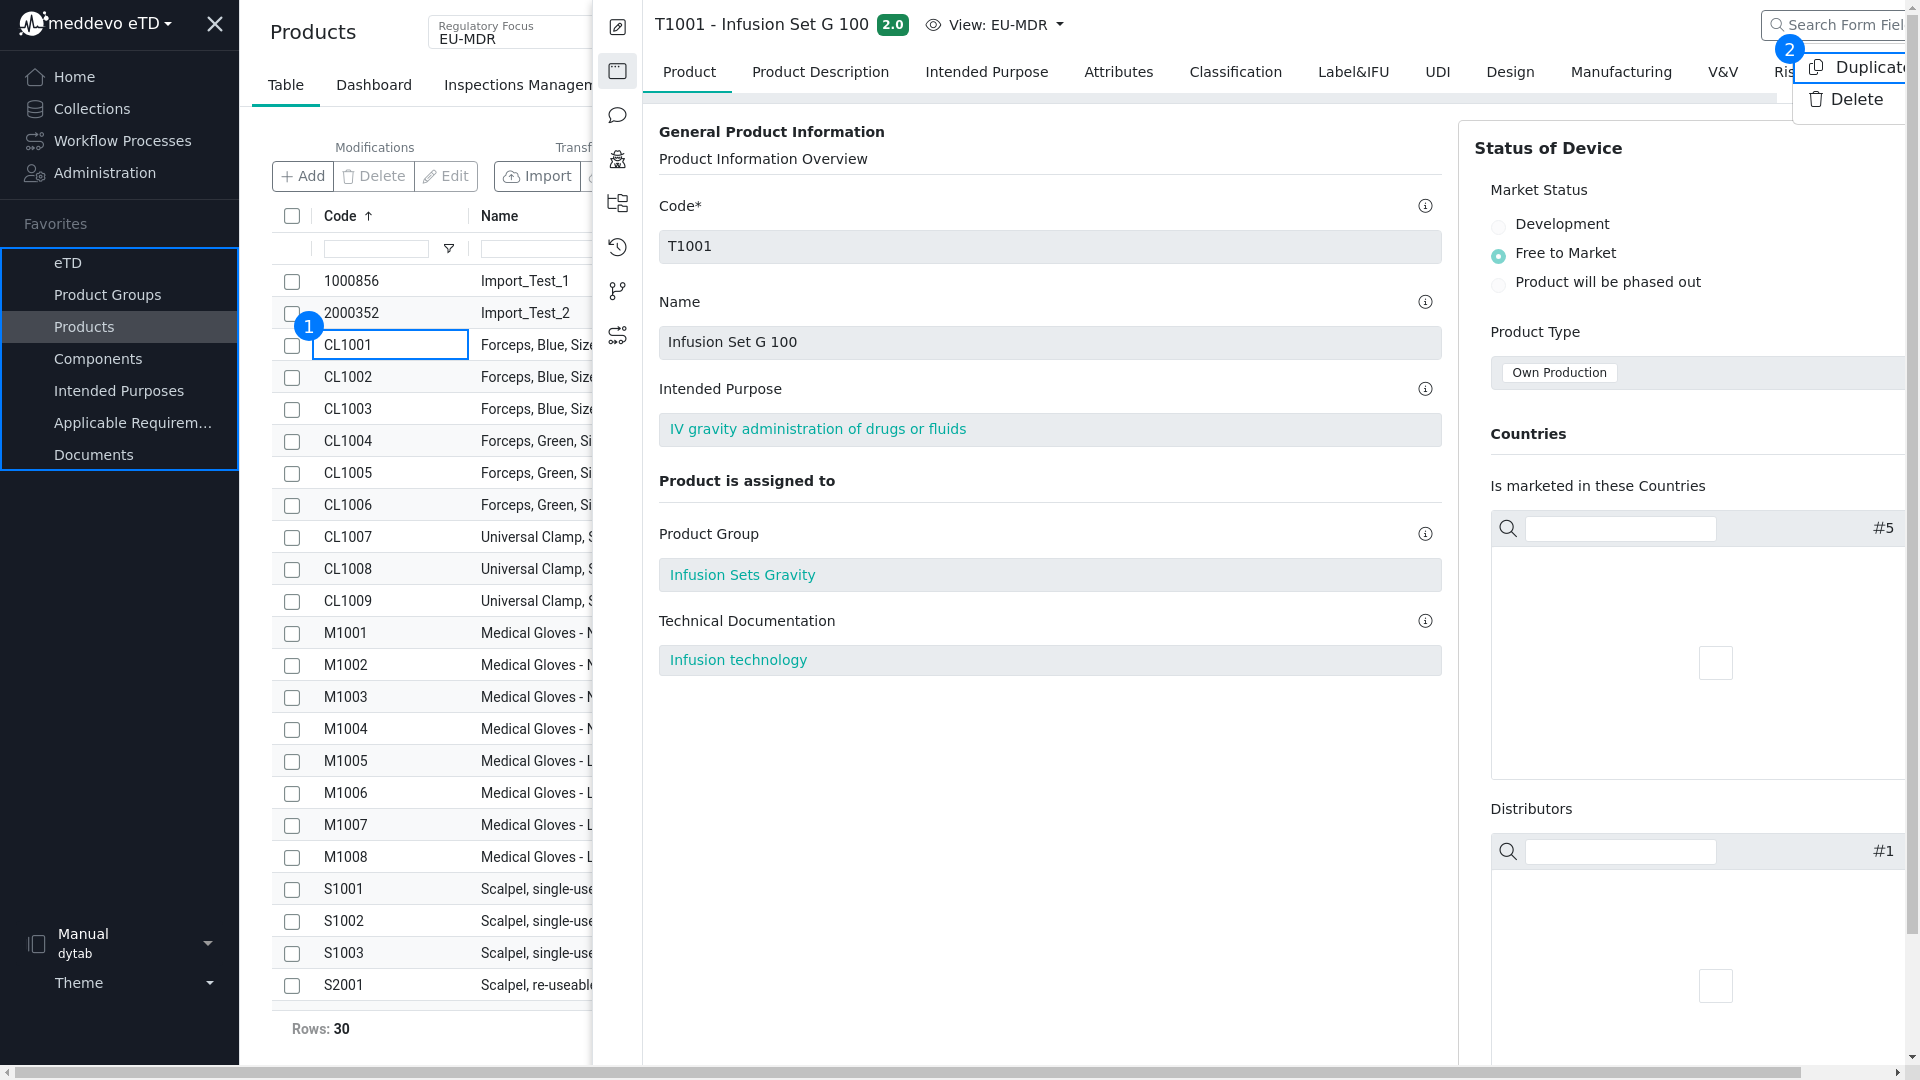 meddevo eTD
Home
Collections
Workflow Processes
Administration
Favorites
eTD
Product Groups
Products
Components
Intended Purposes
Applicable Requirem...
Documents
Manual
dytab
Theme
Products
Regulatory Focus
EU-MDR
Table Dashboard Inspections Managem
Modifications
Add Delete Edit Import
Code Name
1000856 Import_Test_1
2000352 Import_Test_2
1
CL1001 Forceps, Blue, Size
CL1002 Forceps, Blue, Size
CL1003 Forceps, Blue, Size
CL1004 Forceps, Green, Si
CL1005 Forceps, Green, Si
CL1006 Forceps, Green, Si
CL1007 Universal Clamp, S
CL1008 Universal Clamp, S
CL1009 Universal Clamp, S
M1001 Medical Gloves - N
M1002 Medical Gloves - N
M1003 Medical Gloves - N
M1004 Medical Gloves - N
M1005 Medical Gloves - L
M1006 Medical Gloves - L
M1007 Medical Gloves - L
M1008 Medical Gloves - L
S1001 Scalpel, single-use
S1002 Scalpel, single-use
S1003 Scalpel, single-use
S2001 Scalpel, re-useable
Rows: 30
T1001 - Infusion Set G 100 2.0 View: EU-MDR
Search Form Fiel
2
Duplicate
Delete
Product Product Description Intended Purpose Attributes Classification Label&IFU UDI Design Manufacturing V&V Ris
General Product Information
Product Information Overview
Code*
T1001
Name
Infusion Set G 100
Intended Purpose
IV gravity administration of drugs or fluids
Product is assigned to
Product Group
Infusion Sets Gravity
Technical Documentation
Infusion technology
Status of Device
Market Status
Development
Free to Market
Product will be phased out
Product Type
Own Production
Countries
Is marketed in these Countries
#5
Distributors
#1